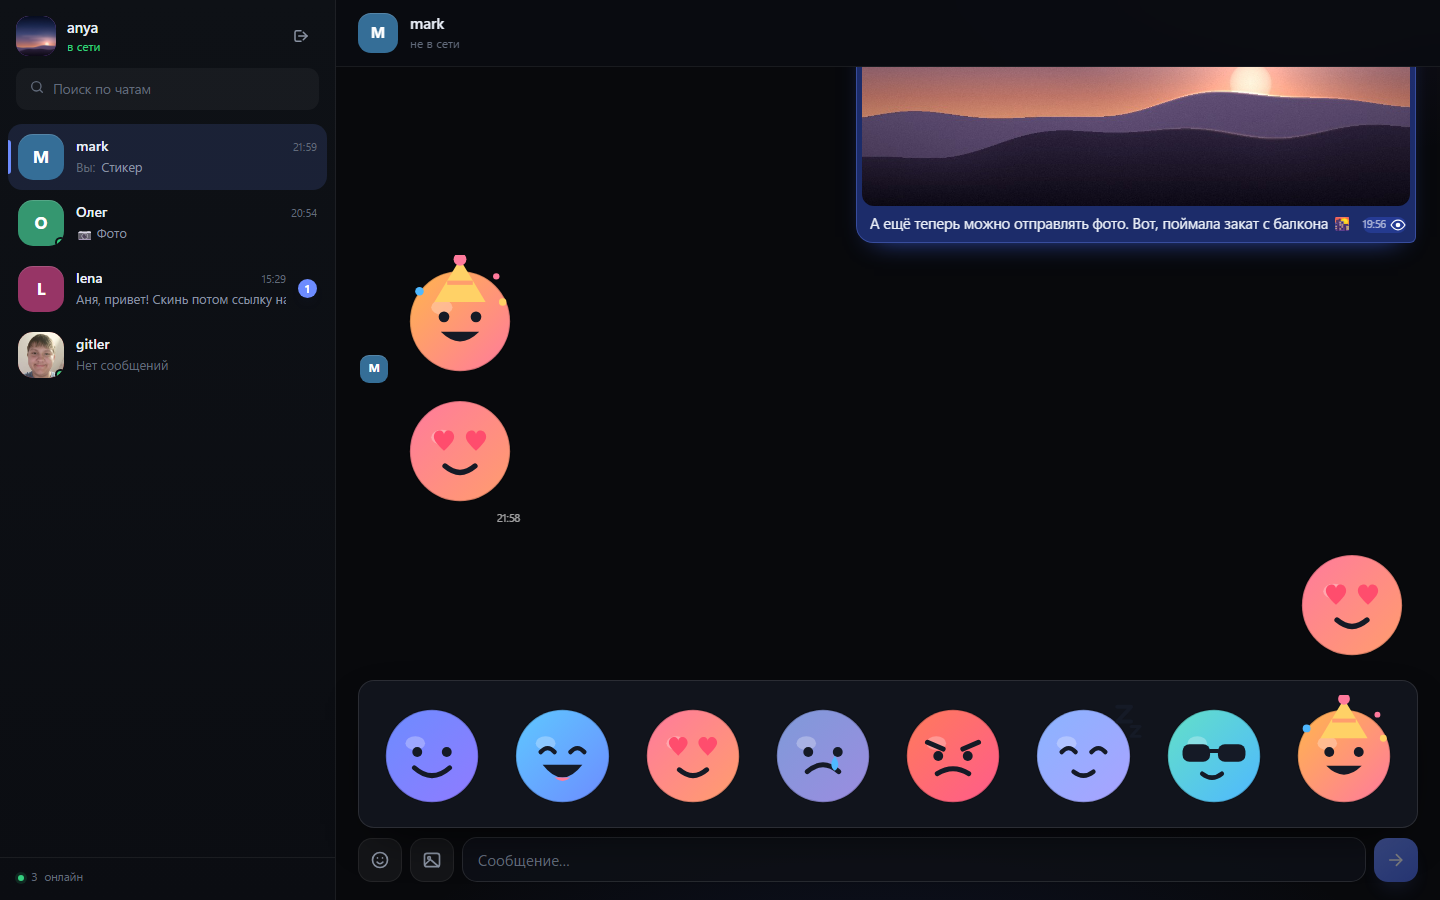 anya
в сети
Поиск по чатам
M
mark
21:59
Вы: Стикер
О
Олег
20:54
📷 Фото
L
lena
15:29
Аня, привет! Скинь потом ссылку на
1
gitler
Нет сообщений
3 онлайн
M
mark
не в сети
А ещё теперь можно отправлять фото. Вот, поймала закат с балкона 🌇 19:56
M
21:58
z
z
Сообщение...